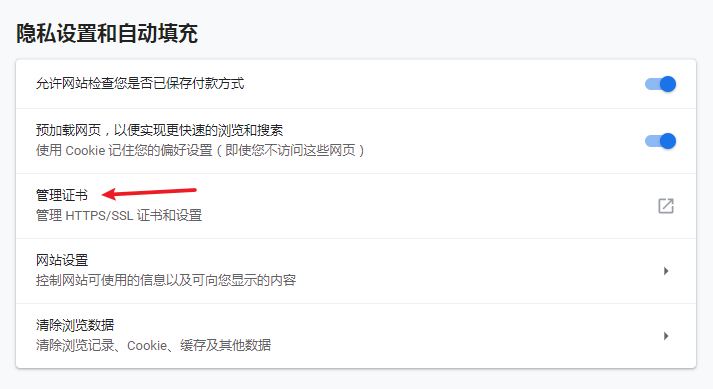 隐私设置和自动填充
允许网站检查您是否已保存付款方式
预加载网页，以便实现更快速的浏览和搜索
使用 Cookie 记住您的偏好设置（即使您不访问这些网页）
管理证书
管理 HTTPS/SSL 证书和设置
网站设置
控制网站可使用的信息以及可向您显示的内容
清除浏览数据
清除浏览记录、Cookie、缓存及其他数据